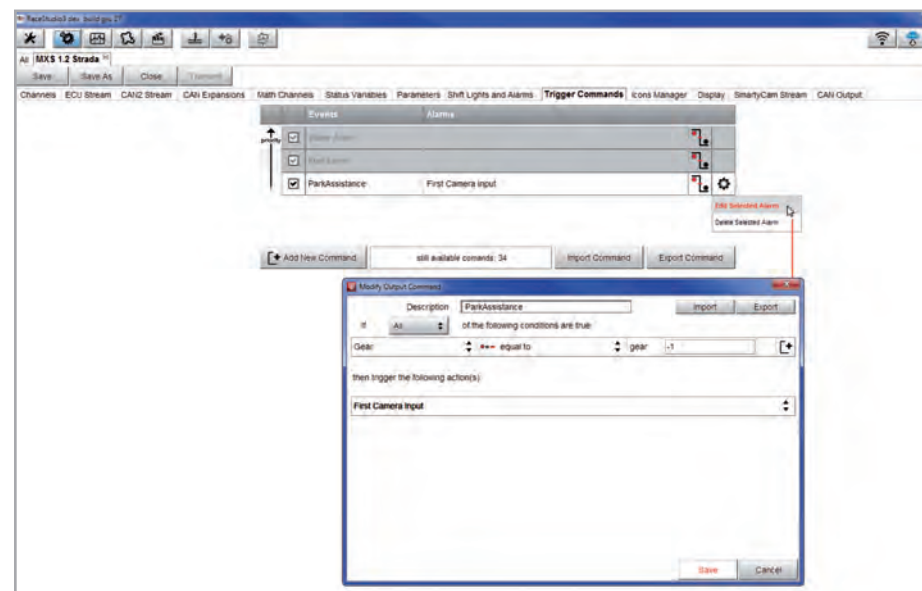 RaceStudio3 dev build gru 27
All MXS 1.2 Strada
Save Save As Close Transmit
Channels ECU Stream CAN2 Stream CAN Expansions Math Channels Status Variables Parameters Shift Lights and Alarms Trigger Commands Icons Manager Display SmartyCam Stream CAN Output
Events Alarms
priority
ParkAssistance First Camera input
Edit Selected Alarm
Delete Selected Alarm
Add New Command still available comands: 34 Import Command Export Command
Modify Output Command
Description ParkAssistance Import Export
If All of the following conditions are true
Gear equal to gear -1
then trigger the following action(s)
First Camera Input
Save Cancel